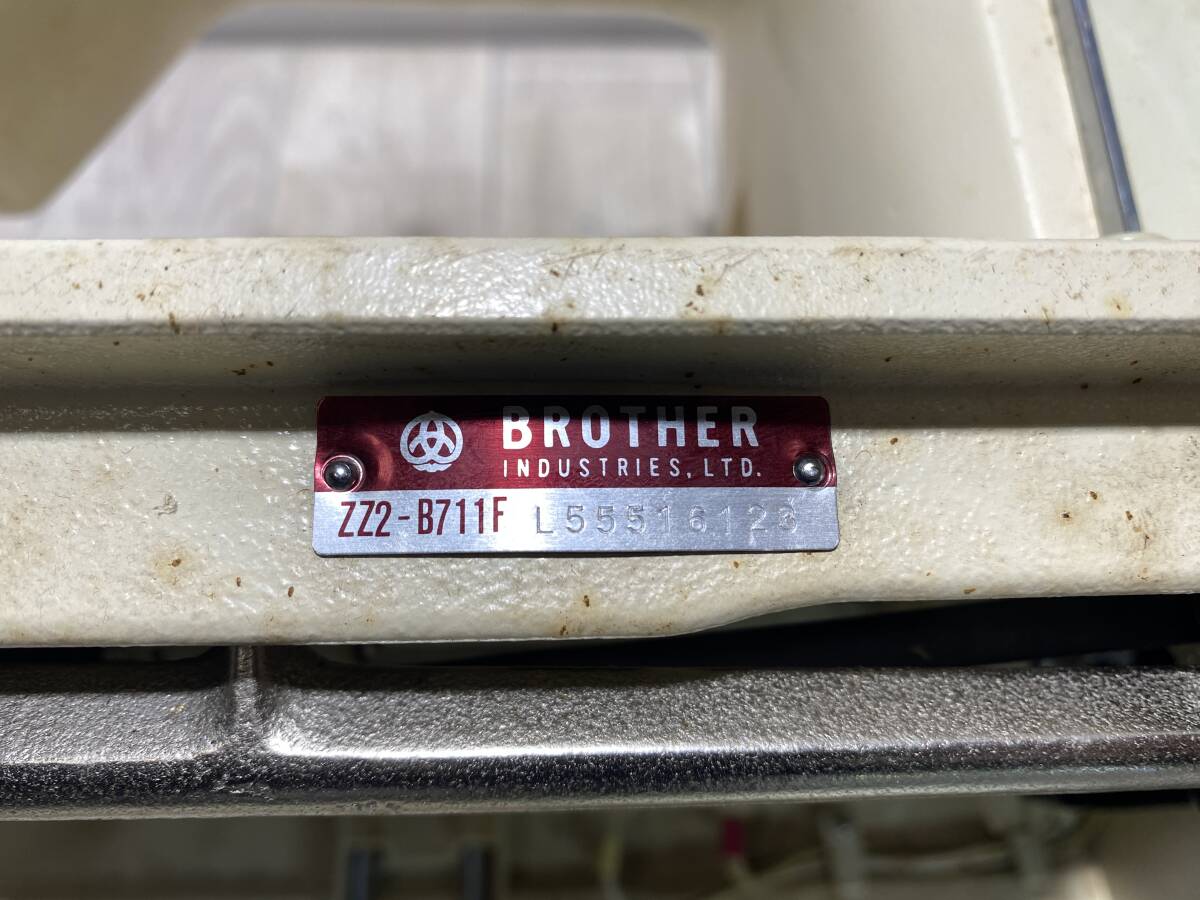 BROTHER
INDUSTRIES, LTD.
ZZ2-B711F L55516123